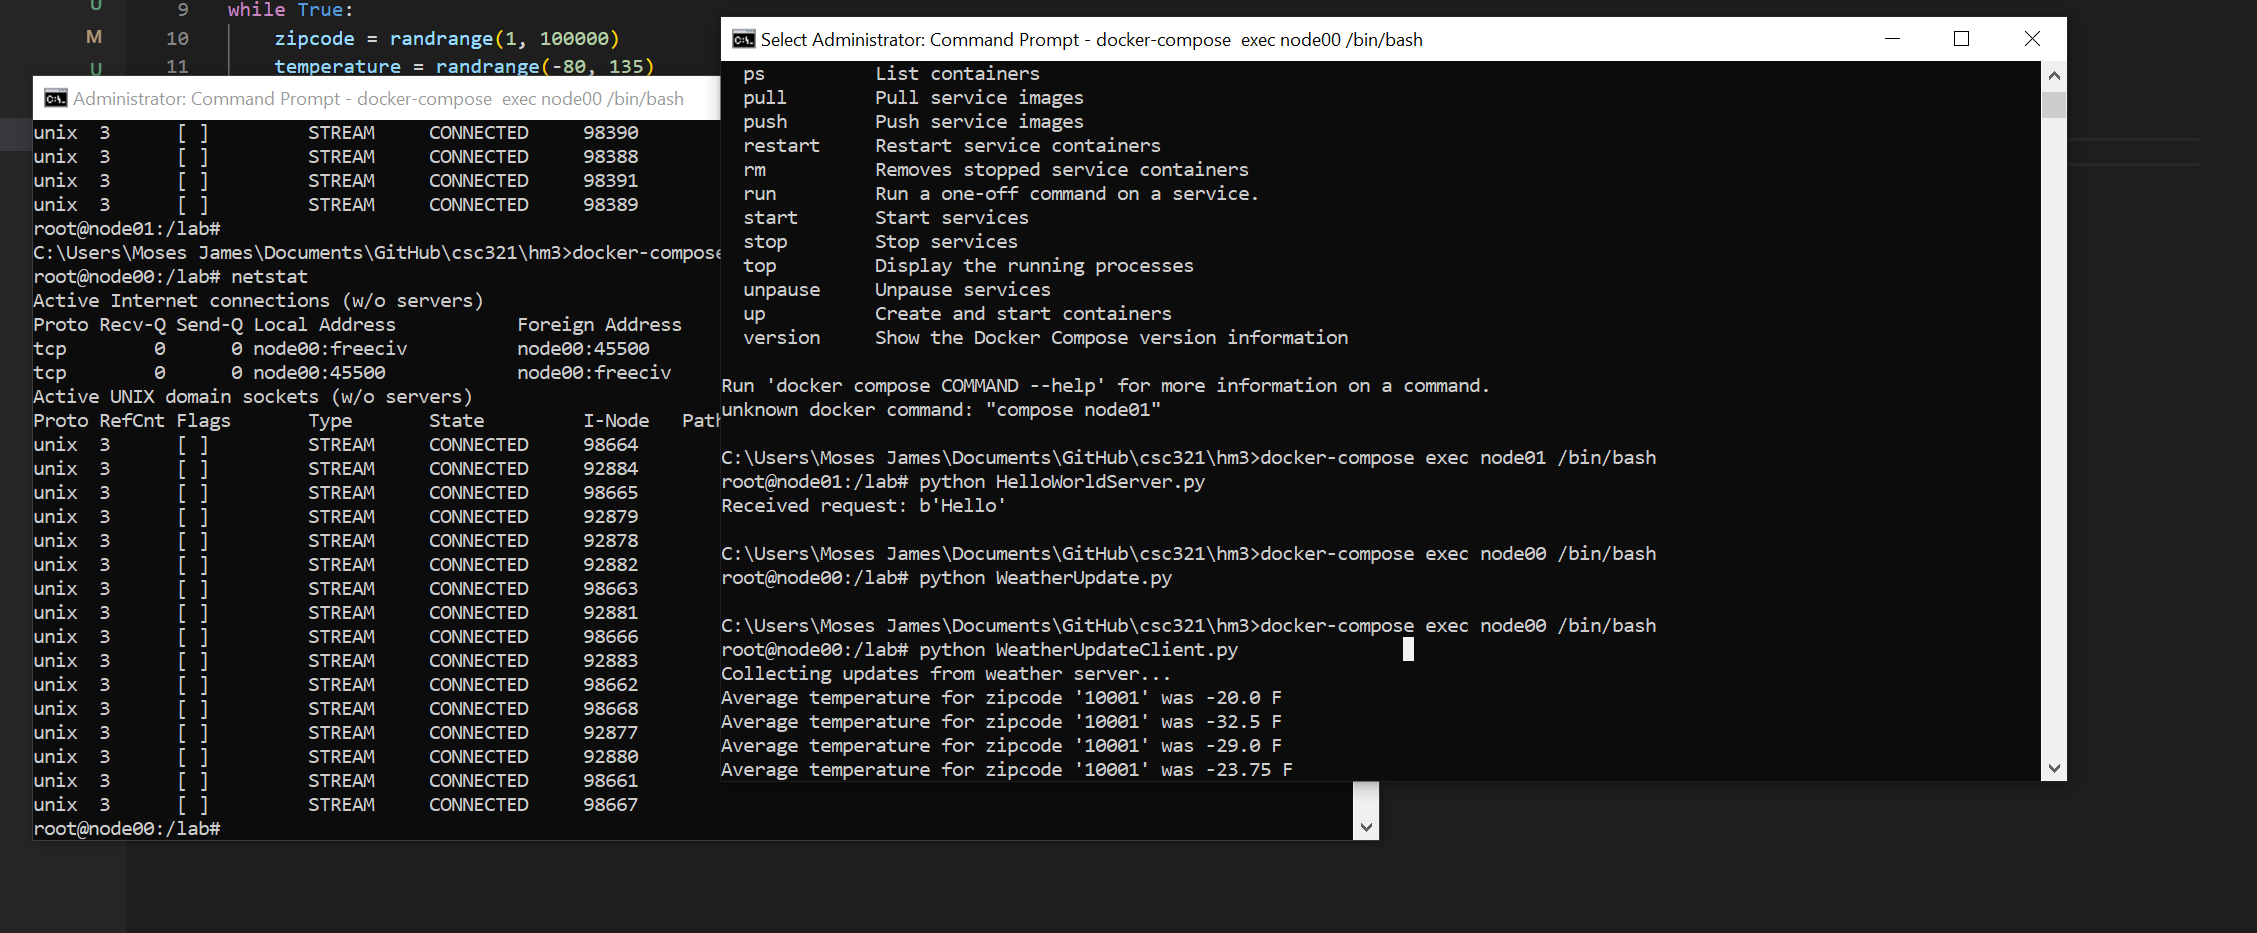 U
M
U
9 while True:
10 zipcode = randrange(1, 100000)
11 temperature = randrange(-80, 135)
Administrator: Command Prompt - docker-compose  exec node00 /bin/bash
unix  3      [ ]         STREAM     CONNECTED     98390
unix  3      [ ]         STREAM     CONNECTED     98388
unix  3      [ ]         STREAM     CONNECTED     98391
unix  3      [ ]         STREAM     CONNECTED     98389
root@node01:/lab#
C:\Users\Moses James\Documents\GitHub\csc321\hm3>docker-compose
root@node00:/lab# netstat
Active Internet connections (w/o servers)
Proto Recv-Q Send-Q Local Address           Foreign Address
tcp        0      0 node00:freeciv          node00:45500
tcp        0      0 node00:45500            node00:freeciv
Active UNIX domain sockets (w/o servers)
Proto RefCnt Flags       Type       State         I-Node   Path
unix  3      [ ]         STREAM     CONNECTED     98664
unix  3      [ ]         STREAM     CONNECTED     92884
unix  3      [ ]         STREAM     CONNECTED     98665
unix  3      [ ]         STREAM     CONNECTED     92879
unix  3      [ ]         STREAM     CONNECTED     92878
unix  3      [ ]         STREAM     CONNECTED     92882
unix  3      [ ]         STREAM     CONNECTED     98663
unix  3      [ ]         STREAM     CONNECTED     92881
unix  3      [ ]         STREAM     CONNECTED     98666
unix  3      [ ]         STREAM     CONNECTED     92883
unix  3      [ ]         STREAM     CONNECTED     98662
unix  3      [ ]         STREAM     CONNECTED     98668
unix  3      [ ]         STREAM     CONNECTED     92877
unix  3      [ ]         STREAM     CONNECTED     92880
unix  3      [ ]         STREAM     CONNECTED     98661
unix  3      [ ]         STREAM     CONNECTED     98667
root@node00:/lab#
Select Administrator: Command Prompt - docker-compose  exec node00 /bin/bash
ps          List containers
pull        Pull service images
push        Push service images
restart     Restart service containers
rm          Removes stopped service containers
run         Run a one-off command on a service.
start       Start services
stop        Stop services
top         Display the running processes
unpause     Unpause services
up          Create and start containers
version     Show the Docker Compose version information
Run 'docker compose COMMAND --help' for more information on a command.
unknown docker command: "compose node01"
C:\Users\Moses James\Documents\GitHub\csc321\hm3>docker-compose exec node01 /bin/bash
root@node01:/lab# python HelloWorldServer.py
Received request: b'Hello'
C:\Users\Moses James\Documents\GitHub\csc321\hm3>docker-compose exec node00 /bin/bash
root@node00:/lab# python WeatherUpdate.py
C:\Users\Moses James\Documents\GitHub\csc321\hm3>docker-compose exec node00 /bin/bash
root@node00:/lab# python WeatherUpdateClient.py
Collecting updates from weather server...
Average temperature for zipcode '10001' was -20.0 F
Average temperature for zipcode '10001' was -32.5 F
Average temperature for zipcode '10001' was -29.0 F
Average temperature for zipcode '10001' was -23.75 F